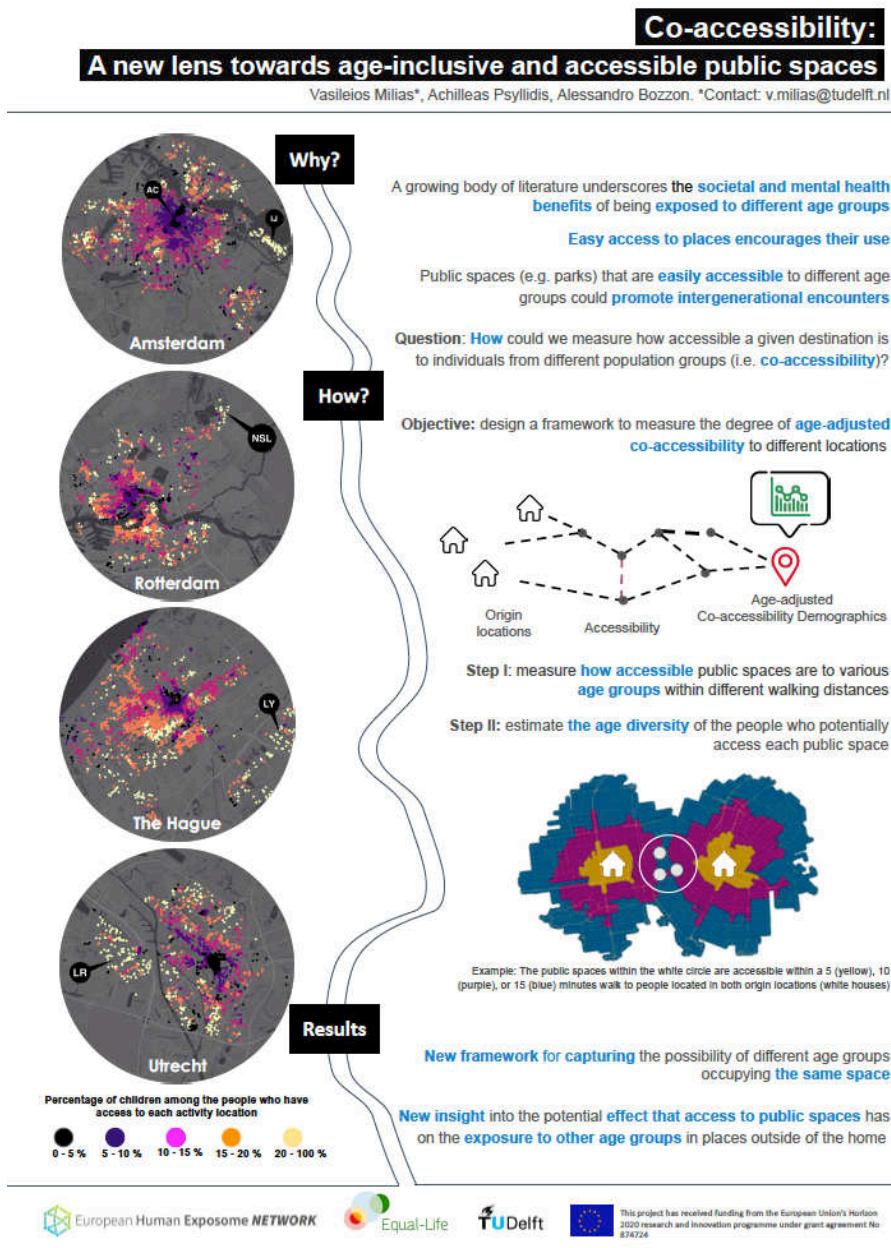 Co-accessibility:
A new lens towards age-inclusive and accessible public spaces
Vasileios Milias*, Achilleas Psyllidis, Alessandro Bozzon. *Contact: v.milias@tudelft.nl
Why?
A growing body of literature underscores the societal and mental health
benefits of being exposed to different age groups
Easy access to places encourages their use
Public spaces (e.g. parks) that are easily accessible to different age
groups could promote intergenerational encounters
Question: How could we measure how accessible a given destination is
to individuals from different population groups (i.e. co-accessibility)?
AC
IJ
Amsterdam
How?
Objective: design a framework to measure the degree of age-adjusted
co-accessibility to different locations
NSL
Rotterdam
Origin
locations
Accessibility
Age-adjusted
Co-accessibility Demographics
Step I: measure how accessible public spaces are to various
age groups within different walking distances
Step II: estimate the age diversity of the people who potentially
access each public space
LY
The Hague
Example: The public spaces within the white circle are accessible within a 5 (yellow), 10
(purple), or 15 (blue) minutes walk to people located in both origin locations (white houses)
LR
Utrecht
Results
New framework for capturing the possibility of different age groups
occupying the same space
New insight into the potential effect that access to public spaces has
on the exposure to other age groups in places outside of the home
Percentage of children among the people who have
access to each activity location
0 - 5 %
5 - 10 %
10 - 15 %
15 - 20 %
20 - 100 %
European Human Exposome NETWORK
Equal-Life
TUDelft
This project has received funding from the European Union's Horizon
2020 research and innovation programme under grant agreement No
874724